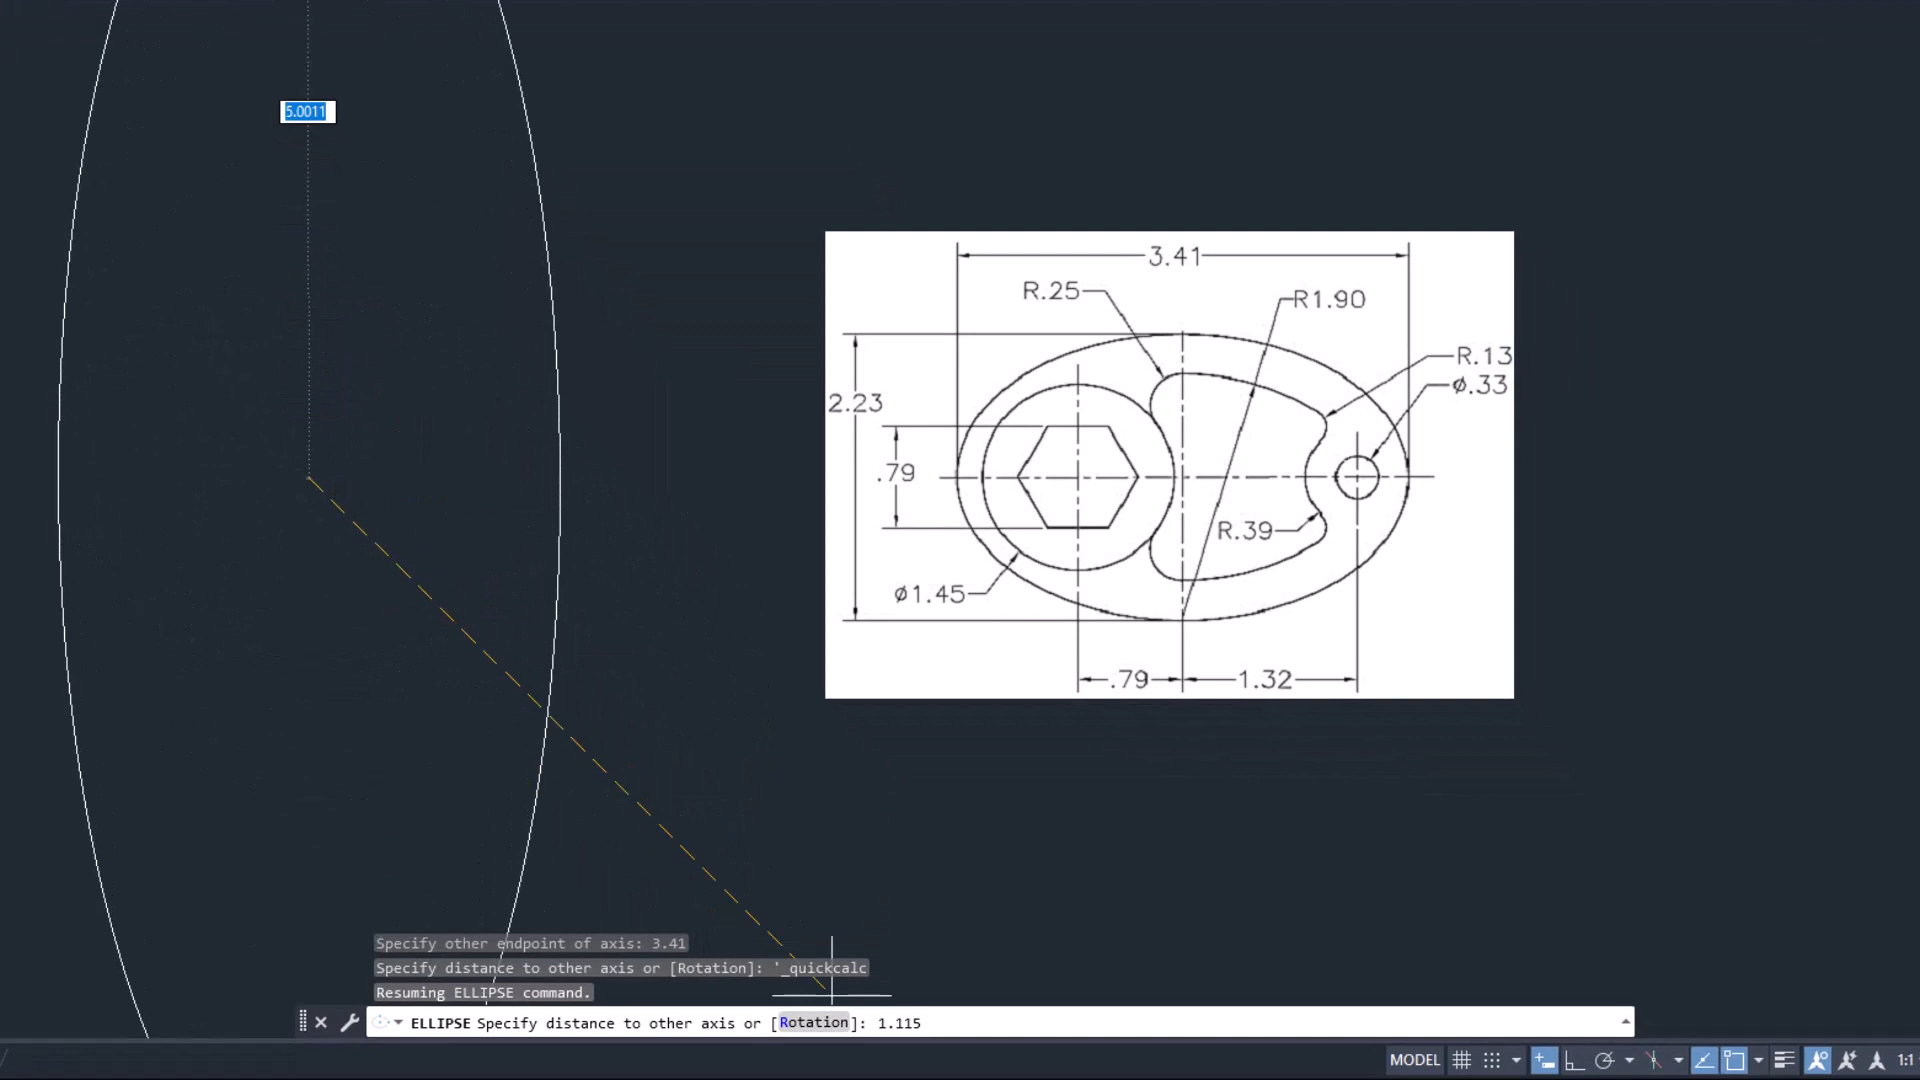 5.0011
3.41
R.25
R1.90
R.13
⌀.33
2.23
.79
R.39
⌀1.45
.79
1.32
Specify other endpoint of axis: 3.41
Specify distance to other axis or [Rotation]: '_quickcalc
Resuming ELLIPSE command.
ELLIPSE Specify distance to other axis or [Rotation]: 1.115
MODEL
1:1